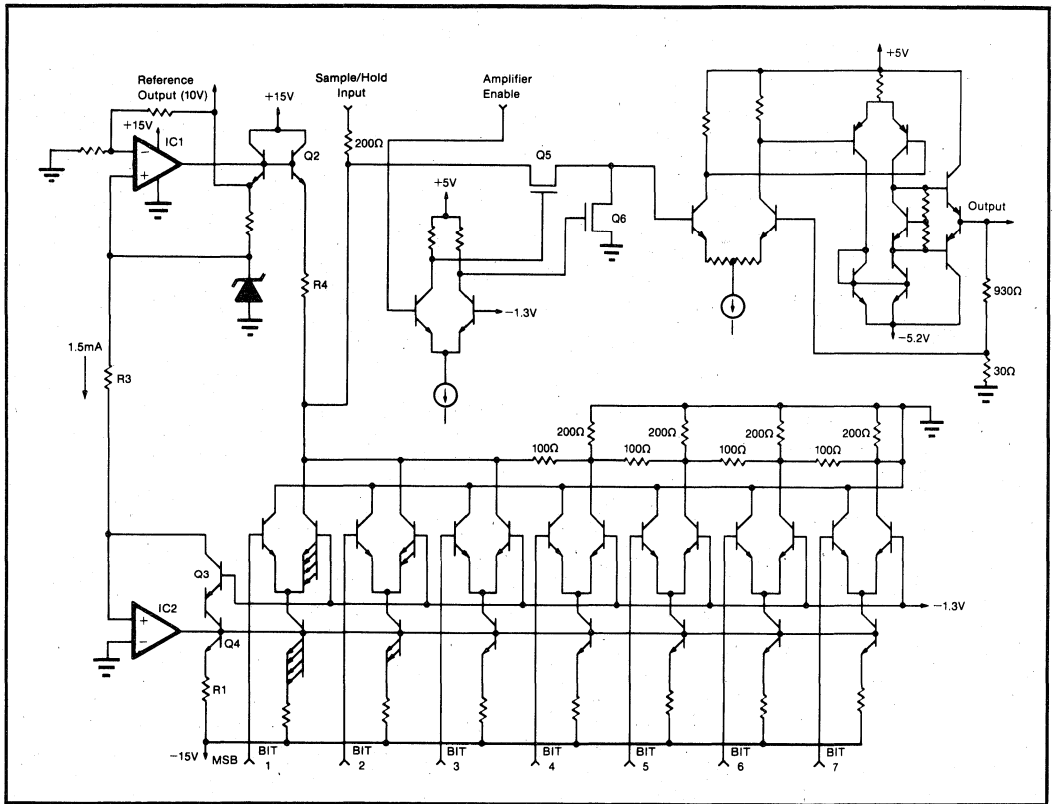 Reference
Output (10V)
+15V
Sample/Hold
Input
Amplifier
Enable
+5V
+15V
IC1
Q2
200Ω
Q5
−
+
+5V
Q6
Output
R4
−1.3V
930Ω
−5.2V
30Ω
1.5mA
R3
200Ω
200Ω
200Ω
200Ω
100Ω
100Ω
100Ω
100Ω
Q3
IC2
+
−
−1.3V
Q4
R1
−15V
MSB
BIT
1
BIT
2
BIT
3
BIT
4
BIT
5
BIT
6
BIT
7